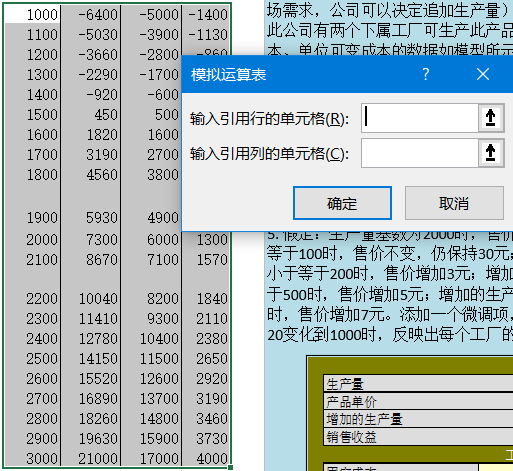 1000 -6400 -5000 -1400
1100 -5030 -3900 -1130
1200 -3660 -2800 -860
1300 -2290 -1700
1400 -920 -600
1500 450 500
1600 1820 1600
1700 3190 2700
1800 4560 3800
1900 5930 4900
2000 7300 6000 1300
2100 8670 7100 1570
2200 10040 8200 1840
2300 11410 9300 2110
2400 12780 10400 2380
2500 14150 11500 2650
2600 15520 12600 2920
2700 16890 13700 3190
2800 18260 14800 3460
2900 19630 15900 3730
3000 21000 17000 4000
场需求，公司可以决定追加生产量）
此公司有两个下属工厂可生产此产品
本、单位可变成本的数据如模型所示
模拟运算表
? ×
输入引用行的单元格(R):
输入引用列的单元格(C):
确定 取消
5. 假定：生产量基数为2000时，售价
等于100时，售价不变，仍保持30元；
小于等于200时，售价增加3元；增加
于500时，售价增加5元；增加的生产
时，售价增加7元。添加一个微调项，
20变化到1000时，反映出每个工厂的
生产量
产品单价
增加的生产量
销售收益
工